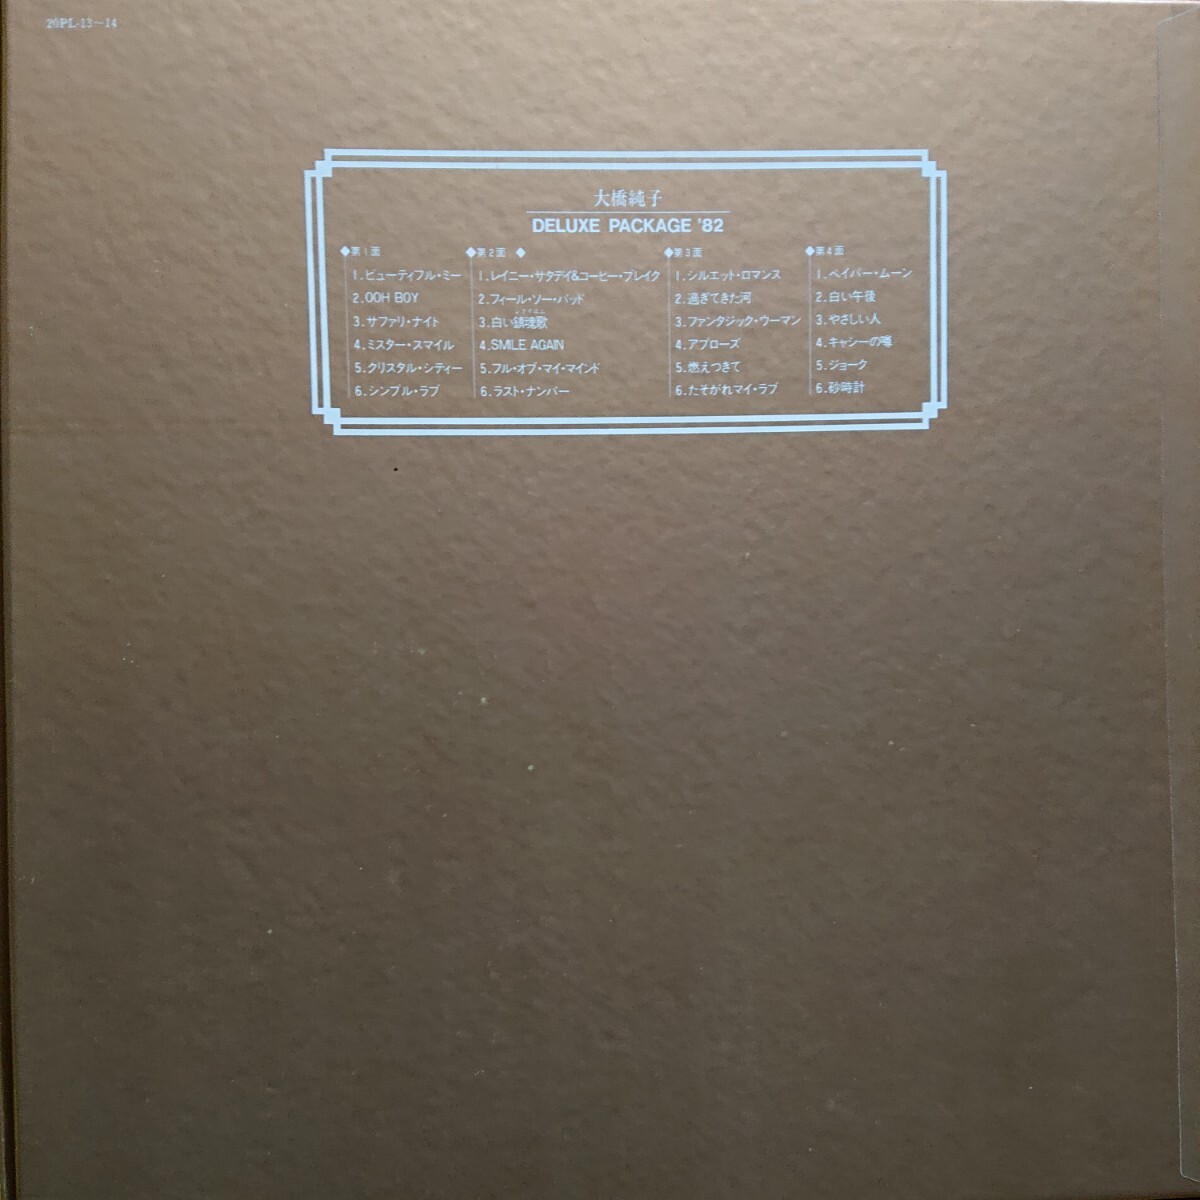 20PL-13~14
大橋純子
DELUXE PACKAGE '82
◆第1面
1.ビューティフル・ミー
2.OOH BOY
3.サファリ・ナイト
4.ミスター・スマイル
5.クリスタル・シティー
6.シンプル・ラブ
◆第2面 ◆
1.レイニー・サタデイ&コーヒー・ブレイク
2.フィール・ソー・バッド
3.白い鎮魂歌
4.SMILE AGAIN
5.フル・オブ・マイ・マインド
6.ラスト・ナンバー
◆第3面
1.シルエット・ロマンス
2.過ぎてきた河
3.ファンタジック・ウーマン
4.アプローズ
5.燃えつきて
6.たそがれマイ・ラブ
◆第4面
1.ペイパー・ムーン
2.白い午後
3.やさしい人
4.キャシーの噂
5.ジョーク
6.砂時計